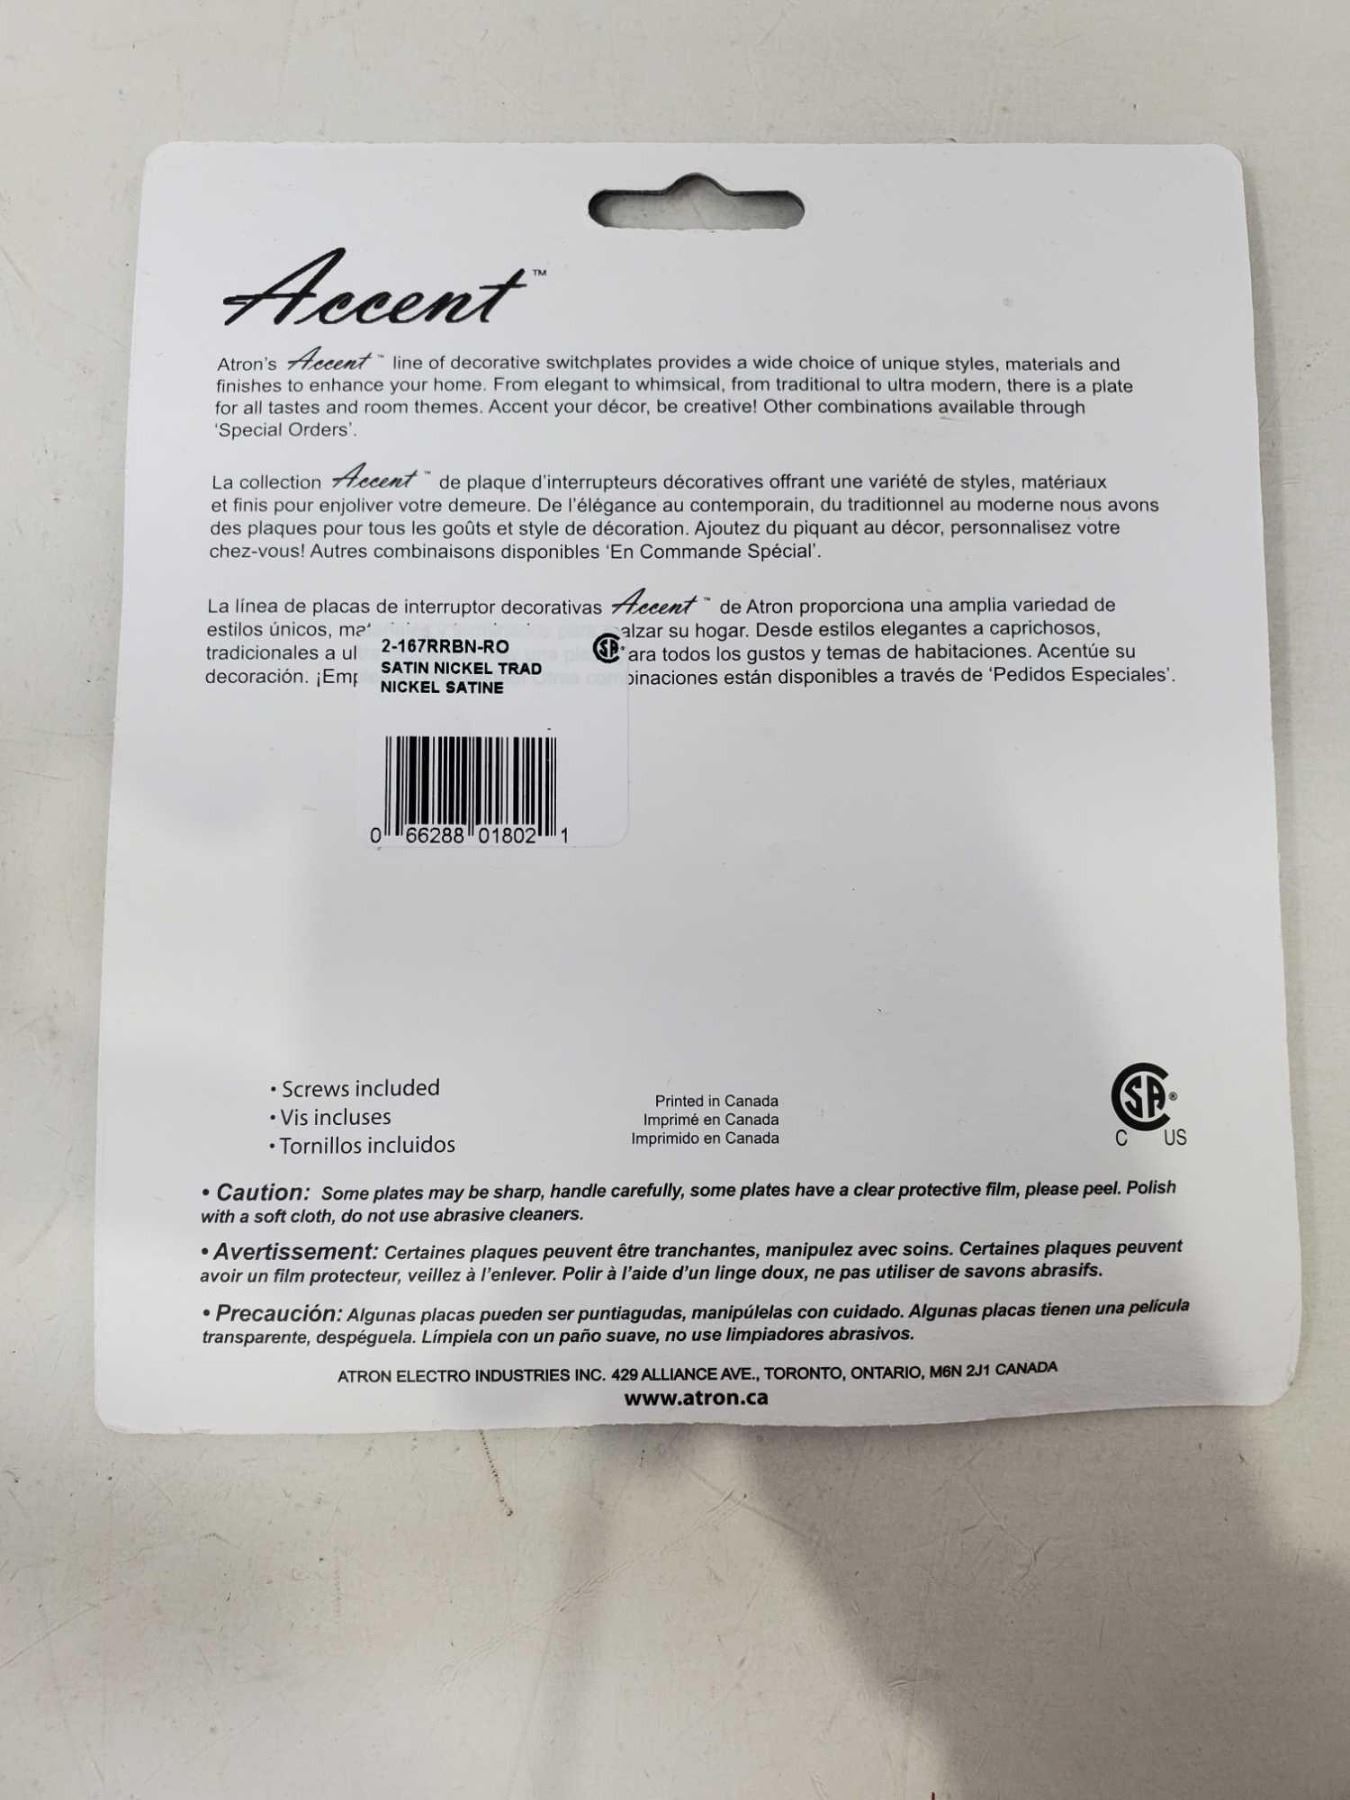 Accent™
Atron's Accent™ line of decorative switchplates provides a wide choice of unique styles, materials and
finishes to enhance your home. From elegant to whimsical, from traditional to ultra modern, there is a plate
for all tastes and room themes. Accent your décor, be creative! Other combinations available through
'Special Orders'.
La collection Accent™ de plaque d'interrupteurs décoratives offrant une variété de styles, matériaux
et finis pour enjoliver votre demeure. De l'élégance au contemporain, du traditionnel au moderne nous avons
des plaques pour tous les goûts et style de décoration. Ajoutez du piquant au décor, personnalisez votre
chez-vous! Autres combinaisons disponibles 'En Commande Spécial'.
La línea de placas de interruptor decorativas Accent™ de Atron proporciona una amplia variedad de
estilos únicos, alzar su hogar. Desde estilos elegantes a caprichosos,
tradicionales a ul ara todos los gustos y temas de habitaciones. Acentúe su
decoración. ¡Emp binaciones están disponibles a través de 'Pedidos Especiales'.
2-167RRBN-RO
SATIN NICKEL TRAD
NICKEL SATINE
0 66288 01802 1
• Screws included
• Vis incluses
• Tornillos incluidos
Printed in Canada
Imprimé en Canada
Imprimido en Canada
CSA®
C US
• Caution: Some plates may be sharp, handle carefully, some plates have a clear protective film, please peel. Polish
with a soft cloth, do not use abrasive cleaners.
• Avertissement: Certaines plaques peuvent être tranchantes, manipulez avec soins. Certaines plaques peuvent
avoir un film protecteur, veillez à l'enlever. Polir à l'aide d'un linge doux, ne pas utiliser de savons abrasifs.
• Precaución: Algunas placas pueden ser puntiagudas, manipúlelas con cuidado. Algunas placas tienen una película
transparente, despéguela. Límpiela con un paño suave, no use limpiadores abrasivos.
ATRON ELECTRO INDUSTRIES INC. 429 ALLIANCE AVE., TORONTO, ONTARIO, M6N 2J1 CANADA
www.atron.ca